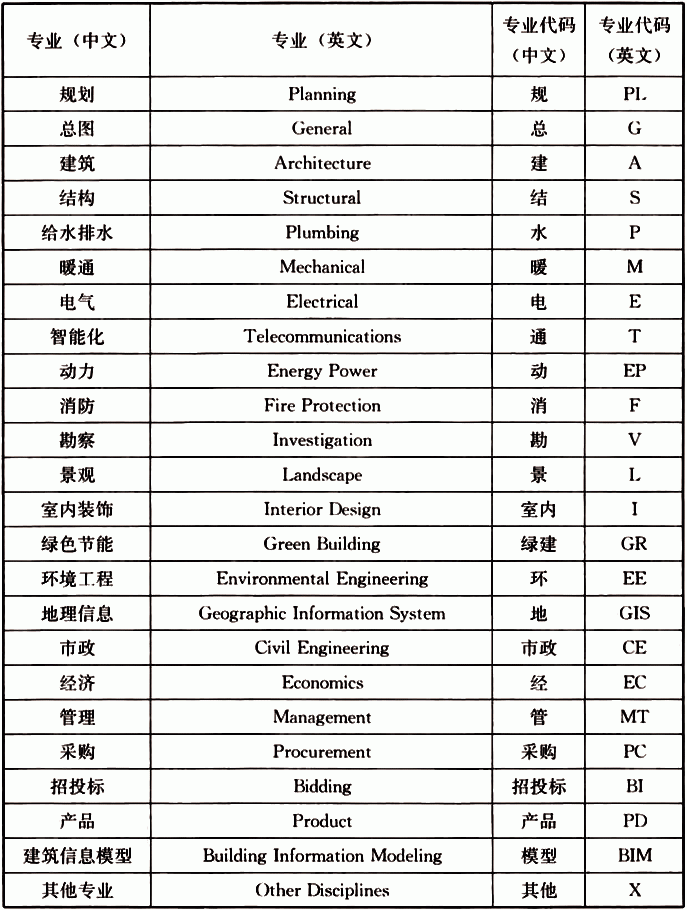 专业（中文） 专业（英文） 专业代码（中文） 专业代码（英文）
规划 Planning 规 PL
总图 General 总 G
建筑 Architecture 建 A
结构 Structural 结 S
给水排水 Plumbing 水 P
暖通 Mechanical 暖 M
电气 Electrical 电 E
智能化 Telecommunications 通 T
动力 Energy Power 动 EP
消防 Fire Protection 消 F
勘察 Investigation 勘 V
景观 Landscape 景 L
室内装饰 Interior Design 室内 I
绿色节能 Green Building 绿建 GR
环境工程 Environmental Engineering 环 EE
地理信息 Geographic Information System 地 GIS
市政 Civil Engineering 市政 CE
经济 Economics 经 EC
管理 Management 管 MT
采购 Procurement 采购 PC
招投标 Bidding 招投标 BI
产品 Product 产品 PD
建筑信息模型 Building Information Modeling 模型 BIM
其他专业 Other Disciplines 其他 X